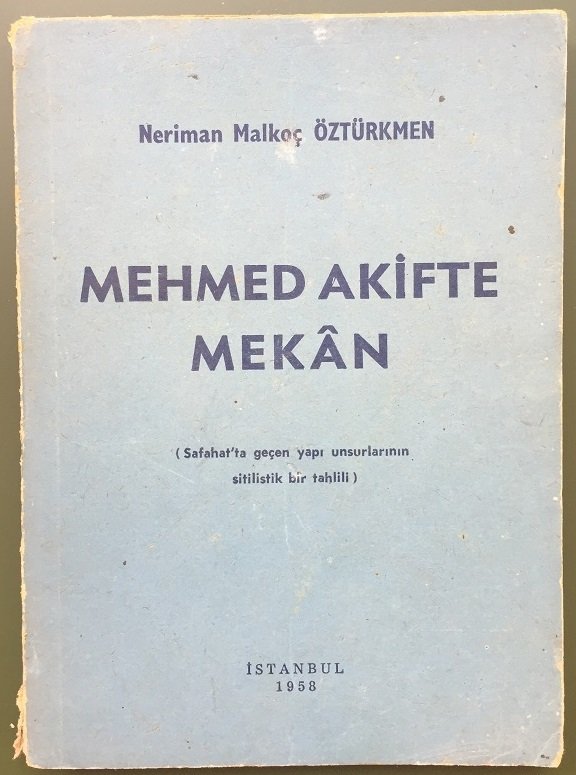 Neriman Malkoç ÖZTÜRKMEN
MEHMED AKİFTE
MEKÂN
( Safahat'ta geçen yapı unsurlarının
sitilistik bir tahlili )
İSTANBUL
1958